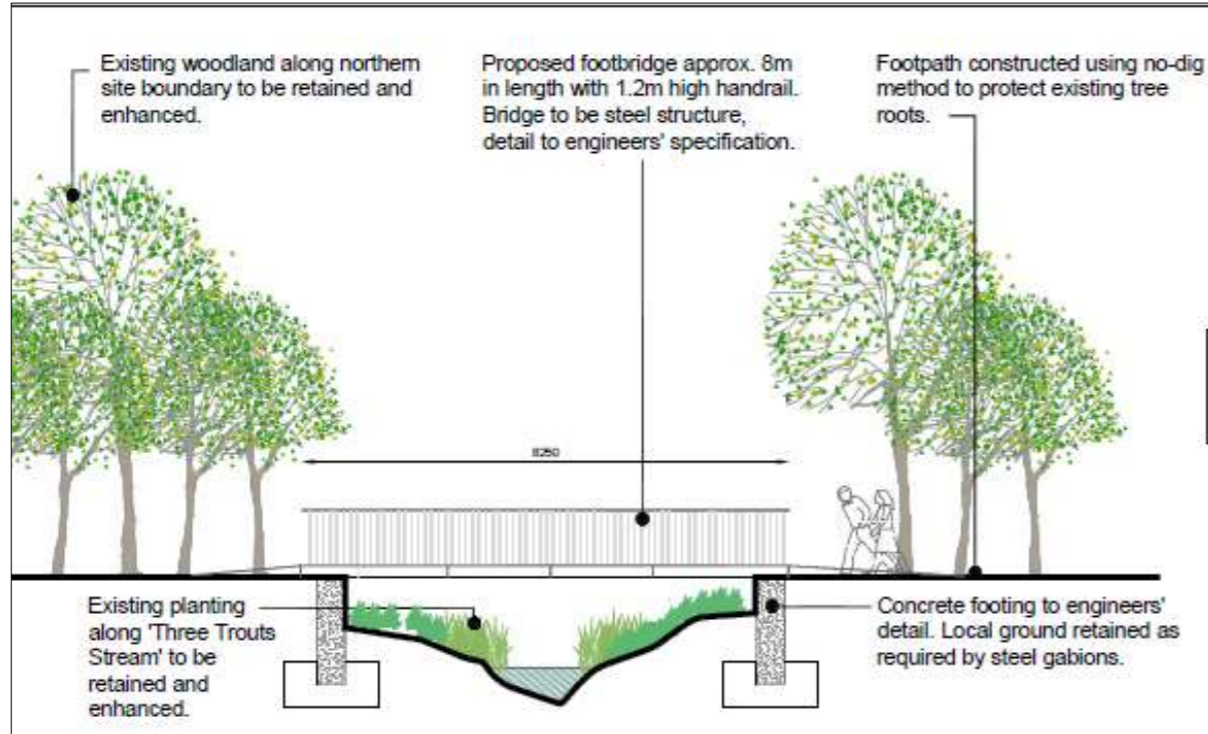 Existing woodland along northern
site boundary to be retained and
enhanced.
Proposed footbridge approx. 8m
in length with 1.2m high handrail.
Bridge to be steel structure,
detail to engineers' specification.
Footpath constructed using no-dig
method to protect existing tree
roots.
8250
Existing planting
along 'Three Trouts
Stream' to be
retained and
enhanced.
Concrete footing to engineers'
detail. Local ground retained as
required by steel gabions.